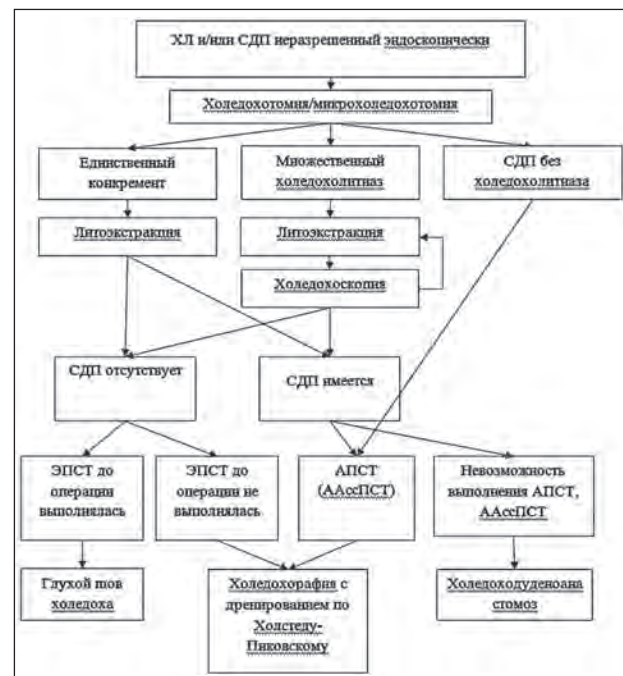 ХЛ и/или СДП неразрешенный эндоскопически
Холедохотомия/микрохоледохотомия
Единственный
конкремент
Множественный
холедохолитиаз
СДП без
холедохолитиаза
Литоэкстракция
Литоэкстракция
Холедохоскопия
СДП отсутствует
СДП имеется
ЭПСТ до
операции
выполнялась
ЭПСТ до
операции не
выполнялась
АПСТ
(ААссПСТ)
Невозможность
выполнения АПСТ,
ААссПСТ
Глухой шов
холедоха
Холедохорафия с
дренированием по
Холстеду-
Пиковскому
Холедоходуденоана
стомоз